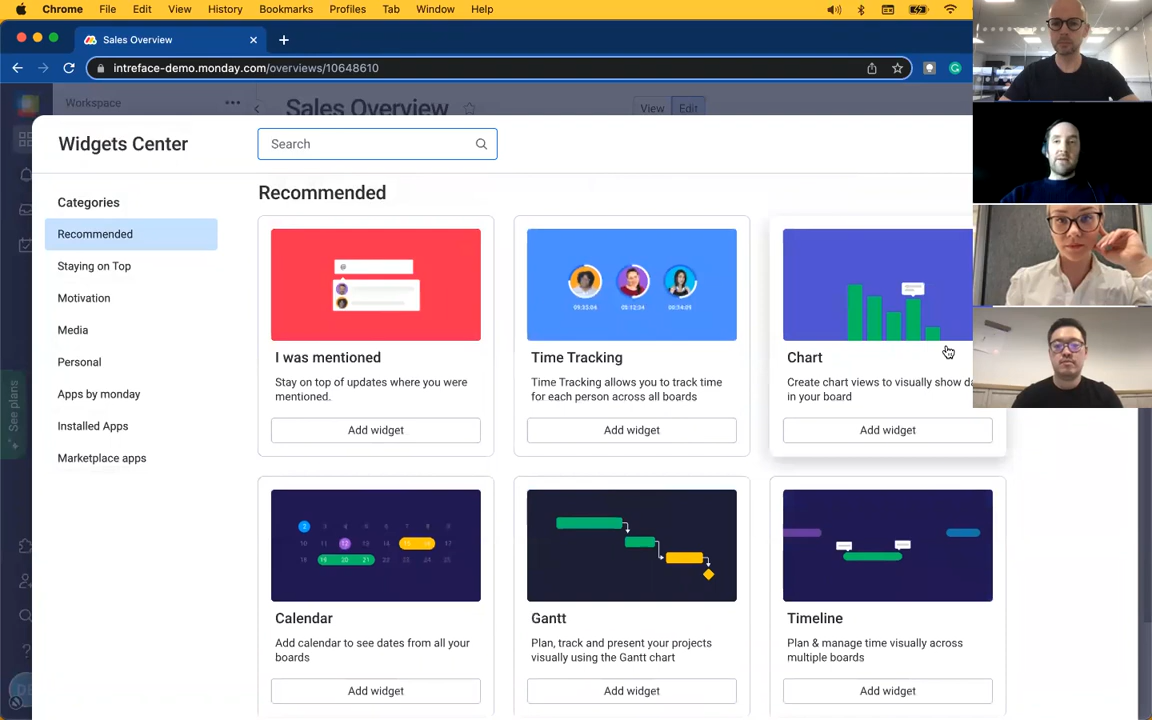 Chrome File Edit View History Bookmarks Profiles Tab Window Help
Sales Overview
intreface-demo.monday.com/overviews/10648610
Workspace
Sales Overview
View Edit
Widgets Center
Search
Categories
Recommended
Staying on Top
Motivation
Media
Personal
Apps by monday
Installed Apps
Marketplace apps
See plans
Recommended
I was mentioned
Stay on top of updates where you were
mentioned.
Add widget
Time Tracking
Time Tracking allows you to track time
for each person across all boards
Add widget
Chart
Create chart views to visually show da
in your board
Add widget
Calendar
Add calendar to see dates from all your
boards
Add widget
Gantt
Plan, track and present your projects
visually using the Gantt chart
Add widget
Timeline
Plan & manage time visually across
multiple boards
Add widget